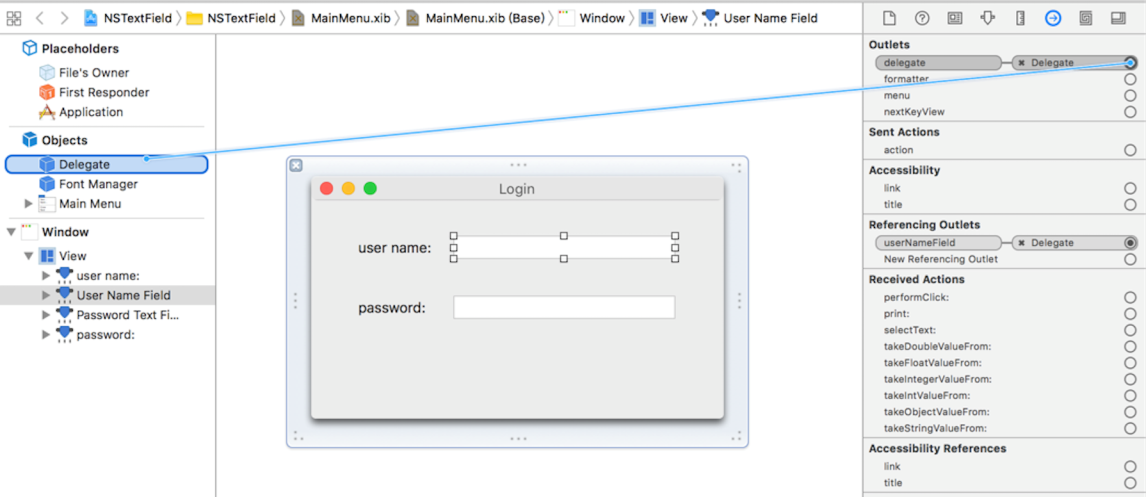 NSTextField NSTextField MainMenu.xib MainMenu.xib (Base) Window View User Name Field
Placeholders
File's Owner
First Responder
Application
Objects
Delegate
Font Manager
Main Menu
Window
View
user name:
User Name Field
Password Text Fi...
password:
Login
user name:
password:
Outlets
delegate Delegate
formatter
menu
nextKeyView
Sent Actions
action
Accessibility
link
title
Referencing Outlets
userNameField Delegate
New Referencing Outlet
Received Actions
performClick:
print:
selectText:
takeDoubleValueFrom:
takeFloatValueFrom:
takeIntegerValueFrom:
takeIntValueFrom:
takeObjectValueFrom:
takeStringValueFrom:
Accessibility References
link
title